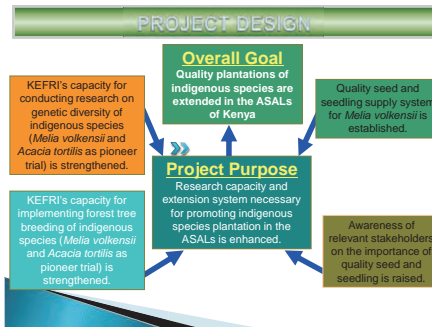 PROJECT DESIGN
Overall Goal
Quality plantations of
indigenous species are
extended in the ASALs
of Kenya
KEFRI's capacity for
conducting research on
genetic diversity of
indigenous species
(Melia volkensii and
Acacia tortilis as pioneer
trial) is strengthened.
Quality seed and
seedling supply system
for Melia volkensii is
established.
Project Purpose
Research capacity and
extension system necessary
for promoting indigenous
species plantation in the
ASALs is enhanced.
KEFRI's capacity for
implementing forest tree
breeding of indigenous
species (Melia volkensii
and Acacia tortilis as
pioneer trial) is
strengthened.
Awareness of
relevant stakeholders
on the importance of
quality seed and
seedling is raised.